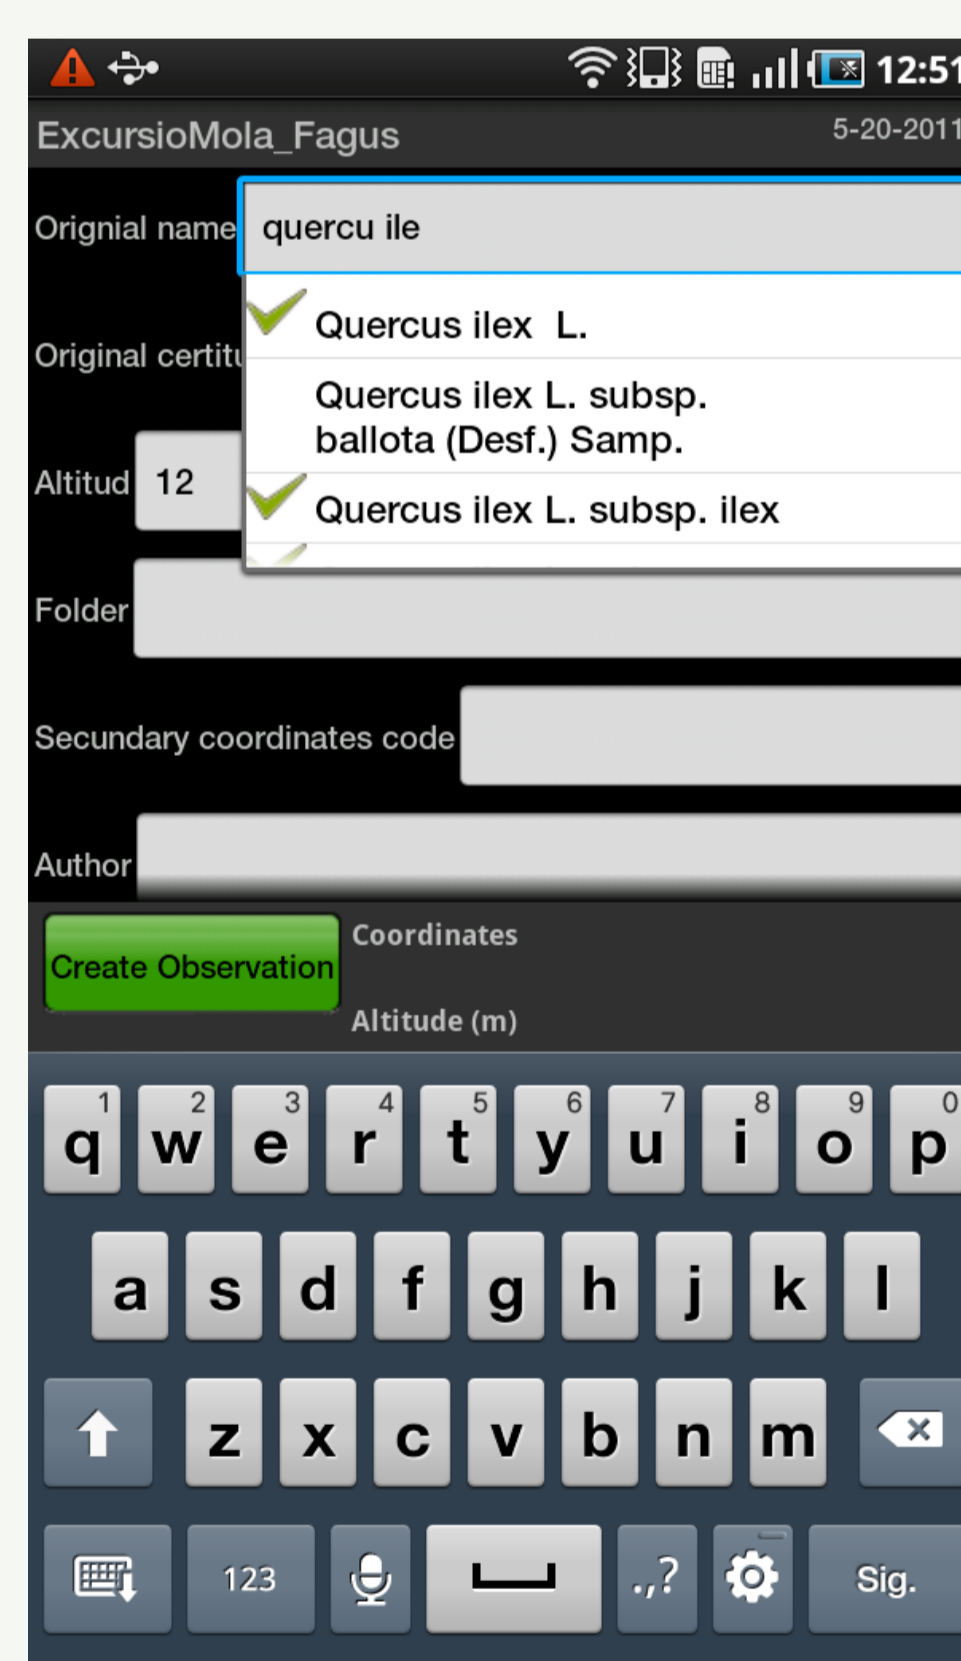 12:51
ExcursioMola_Fagus
5-20-2011
Orignial name
quercu ile
Quercus ilex L.
Original certitu
Quercus ilex L. subsp.
ballota (Desf.) Samp.
Altitud
12
Quercus ilex L. subsp. ilex
Folder
Secundary coordinates code
Author
Create Observation
Coordinates
Altitude (m)
1 2 3 4 5 6 7 8 9 0
q w e r t y u i o p
a s d f g h j k l
z x c v b n m
123
.,?
Sig.